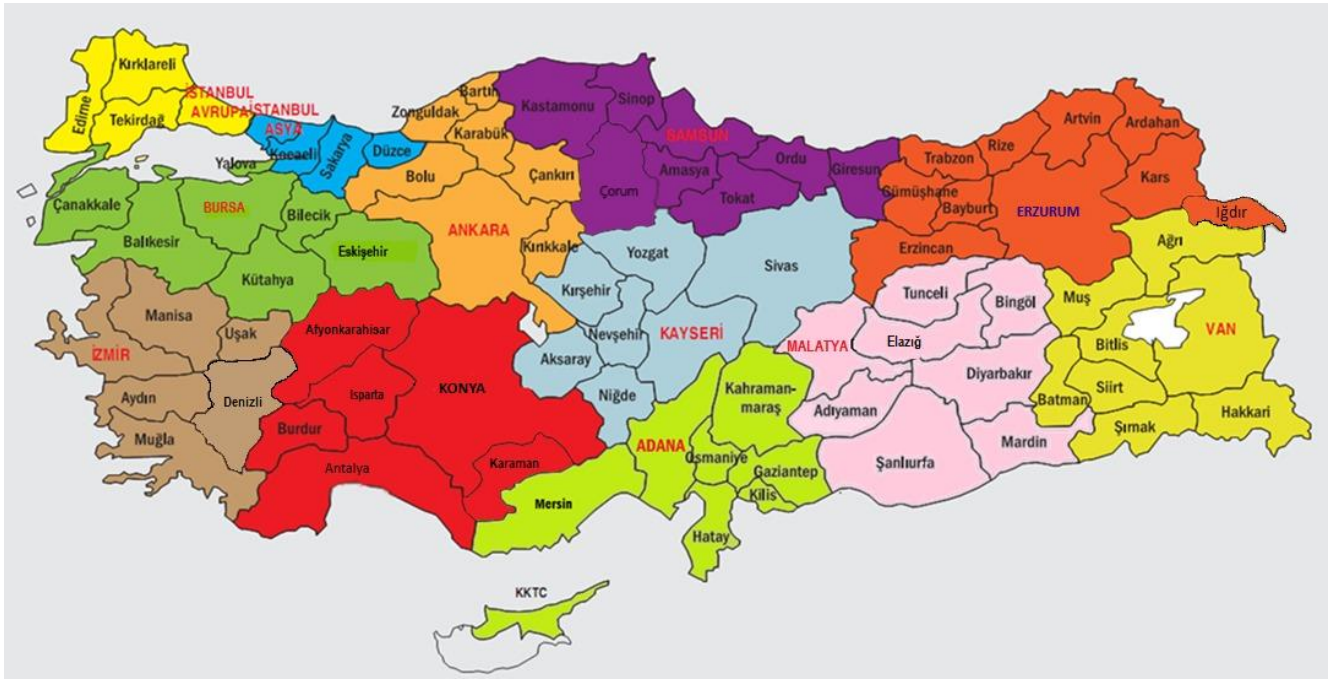 Kırklareli
Edirne
Tekirdağ
İSTANBUL
AVRUPA
İSTANBUL
ASYA
Kocaeli
Sakarya
Düzce
Yalova
Zonguldak
Bartın
Karabük
Bolu
Çankırı
ANKARA
Kırıkkale
Kastamonu
Sinop
SAMSUN
Çorum
Amasya
Ordu
Tokat
Giresun
Trabzon
Rize
Artvin
Ardahan
Gümüşhane
Bayburt
ERZURUM
Kars
Iğdır
Erzincan
Çanakkale
BURSA
Bilecik
Balıkesir
Eskişehir
Kütahya
Yozgat
Sivas
Kırşehir
Nevşehir
KAYSERİ
Aksaray
Niğde
Tunceli
Bingöl
MALATYA
Elazığ
Diyarbakır
Adıyaman
Şanlıurfa
Mardin
Ağrı
Muş
VAN
Bitlis
Siirt
Batman
Şırnak
Hakkari
Manisa
Uşak
İZMİR
Aydın
Denizli
Muğla
Afyonkarahisar
Isparta
KONYA
Burdur
Antalya
Karaman
Kahraman-
maraş
ADANA
Osmaniye
Gaziantep
Kilis
Mersin
Hatay
KKTC